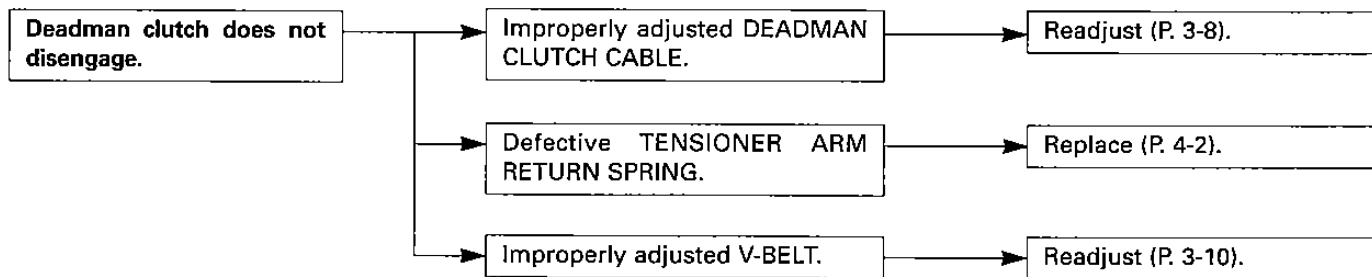 Deadman clutch does not
disengage.
Improperly adjusted DEADMAN
CLUTCH CABLE.
Readjust (P. 3-8).
Defective TENSIONER ARM
RETURN SPRING.
Replace (P. 4-2).
Improperly adjusted V-BELT.
Readjust (P. 3-10).